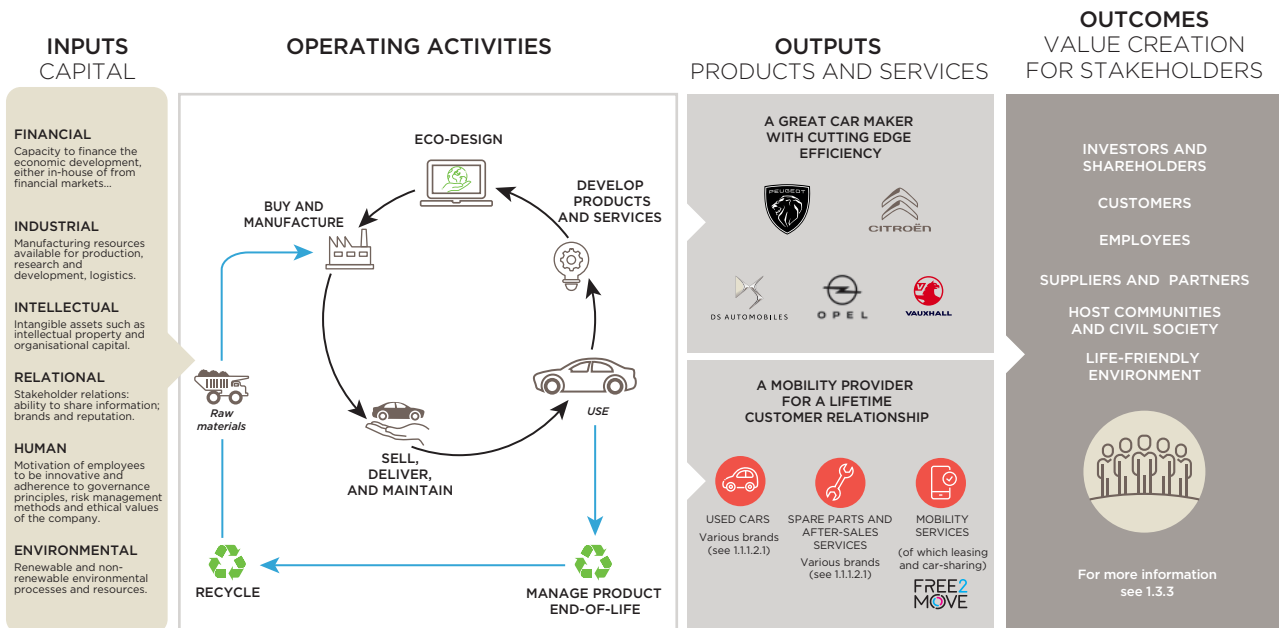 INPUTS
CAPITAL
FINANCIAL
Capacity to finance the
economic development,
either in-house of from
financial markets...
INDUSTRIAL
Manufacturing resources
available for production,
research and
development, logistics.
INTELLECTUAL
Intangible assets such as
intellectual property and
organisational capital.
RELATIONAL
Stakeholder relations:
ability to share information;
brands and reputation.
HUMAN
Motivation of employees
to be innovative and
adherence to governance
principles, risk management
methods and ethical values
of the company.
ENVIRONMENTAL
Renewable and non-
renewable environmental
processes and resources.
OPERATING ACTIVITIES
ECO-DESIGN
DEVELOP
PRODUCTS
AND SERVICES
BUY AND
MANUFACTURE
Raw
materials
USE
SELL,
DELIVER,
AND MAINTAIN
RECYCLE
MANAGE PRODUCT
END-OF-LIFE
OUTPUTS
PRODUCTS AND SERVICES
A GREAT CAR MAKER
WITH CUTTING EDGE
EFFICIENCY
PEUGEOT
CITROËN
DS AUTOMOBILES
OPEL
VAUXHALL
A MOBILITY PROVIDER
FOR A LIFETIME
CUSTOMER RELATIONSHIP
USED CARS
Various brands
(see 1.1.1.2.1)
SPARE PARTS AND
AFTER-SALES
SERVICES
Various brands
(see 1.1.1.2.1)
MOBILITY
SERVICES
(of which leasing
and car-sharing)
FREE2
MOVE
OUTCOMES
VALUE CREATION
FOR STAKEHOLDERS
INVESTORS AND
SHAREHOLDERS
CUSTOMERS
EMPLOYEES
SUPPLIERS AND PARTNERS
HOST COMMUNITIES
AND CIVIL SOCIETY
LIFE-FRIENDLY
ENVIRONMENT
For more information
see 1.3.3